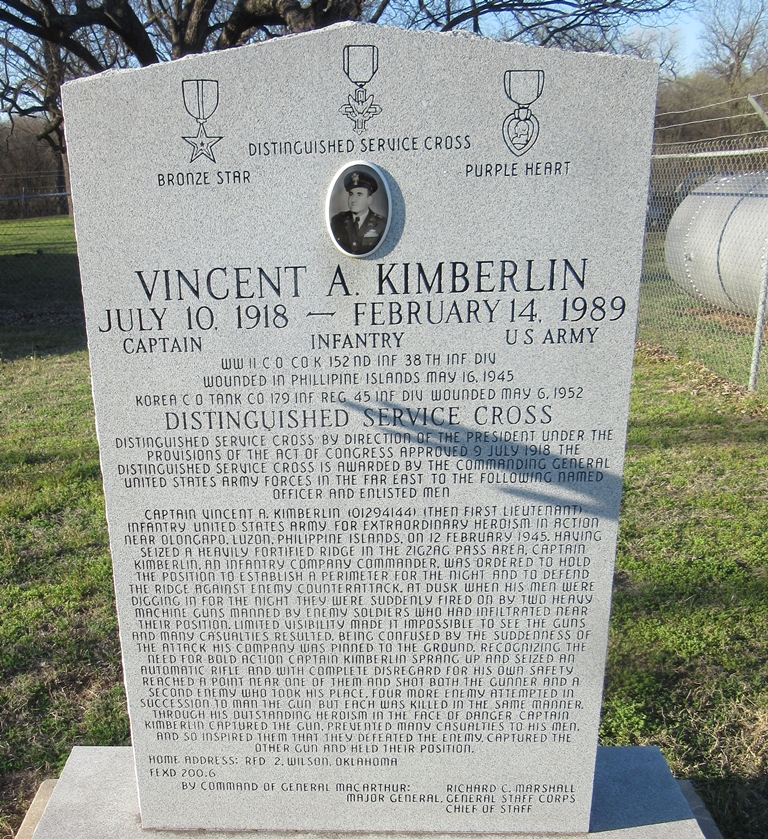 DISTINGUISHED SERVICE CROSS
BRONZE STAR
PURPLE HEART
VINCENT A. KIMBERLIN
JULY 10, 1918 — FEBRUARY 14, 1989
CAPTAIN INFANTRY U S ARMY
WW II C O CO K 152 ND INF 38 TH INF DIV
WOUNDED IN PHILLIPINE ISLANDS MAY 16, 1945
KOREA C O TANK CO 179 INF REG 45 INF DIV WOUNDED MAY 6, 1952
DISTINGUISHED SERVICE CROSS
DISTINGUISHED SERVICE CROSS BY DIRECTION OF THE PRESIDENT UNDER THE
PROVISIONS OF THE ACT OF CONGRESS APPROVED 9 JULY 1918 THE
DISTINGUISHED SERVICE CROSS IS AWARDED BY THE COMMANDING GENERAL
UNITED STATES ARMY FORCES IN THE FAR EAST TO THE FOLLOWING NAMED
OFFICER AND ENLISTED MEN
CAPTAIN VINCENT A. KIMBERLIN (01294144) (THEN FIRST LIEUTENANT)
INFANTRY UNITED STATES ARMY FOR EXTRAORDINARY HEROISM IN ACTION
NEAR OLONGAPO, LUZON, PHILIPPINE ISLANDS, ON 12 FEBRUARY 1945. HAVING
SEIZED A HEAVILY FORTIFIED RIDGE IN THE ZIGZAG PASS AREA, CAPTAIN
KIMBERLIN, AN INFANTRY COMPANY COMMANDER, WAS ORDERED TO HOLD
THE POSITION TO ESTABLISH A PERIMETER FOR THE NIGHT AND TO DEFEND
THE RIDGE AGAINST ENEMY COUNTERATTACK. AT DUSK WHEN HIS MEN WERE
DIGGING IN FOR THE NIGHT THEY WERE SUDDENLY FIRED ON BY TWO HEAVY
MACHINE GUNS MANNED BY ENEMY SOLDIERS WHO HAD INFILTRATED NEAR
THEIR POSITION. LIMITED VISIBILITY MADE IT IMPOSSIBLE TO SEE THE GUNS
AND MANY CASUALTIES RESULTED. BEING CONFUSED BY THE SUDDENNESS OF
THE ATTACK HIS COMPANY WAS PINNED TO THE GROUND. RECOGNIZING THE
NEED FOR BOLD ACTION CAPTAIN KIMBERLIN SPRANG UP AND SEIZED AN
AUTOMATIC RIFLE AND WITH COMPLETE DISREGARD FOR HIS OWN SAFETY
REACHED A POINT NEAR ONE OF THEM AND SHOT BOTH THE GUNNER AND A
SECOND ENEMY WHO TOOK HIS PLACE. FOUR MORE ENEMY ATTEMPTED IN
SUCCESSION TO MAN THE GUN BUT EACH WAS KILLED IN THE SAME MANNER.
THROUGH HIS OUTSTANDING HEROISM IN THE FACE OF DANGER CAPTAIN
KIMBERLIN CAPTURED THE GUN, PREVENTED MANY CASUALTIES TO HIS MEN,
AND SO INSPIRED THEM THAT THEY DEFEATED THE ENEMY, CAPTURED THE
OTHER GUN AND HELD THEIR POSITION.
HOME ADDRESS: RFD 2, WILSON, OKLAHOMA
FEXD 200.6
BY COMMAND OF GENERAL MACARTHUR: RICHARD C. MARSHALL
MAJOR GENERAL, GENERAL STAFF CORPS
CHIEF OF STAFF